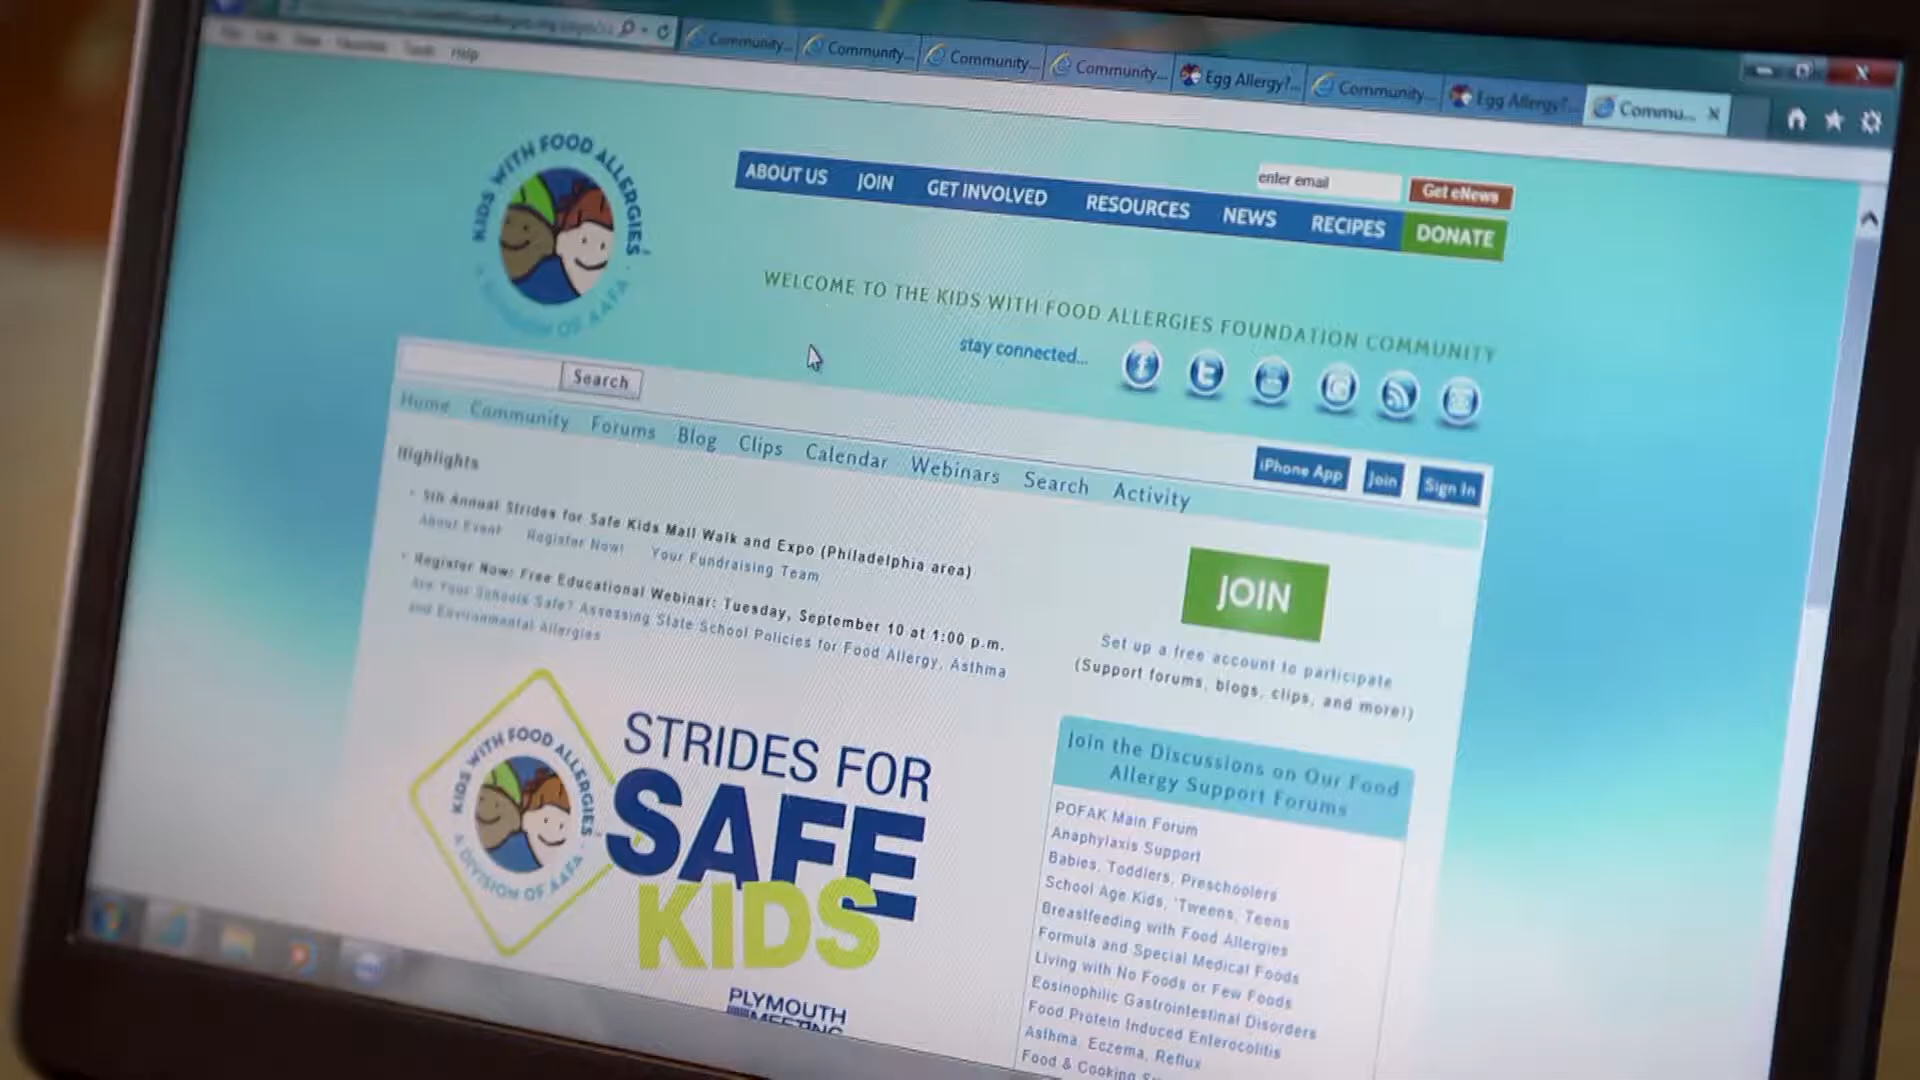 Help
Community...
Community...
Community...
Community...
Egg Allergy?...
Community...
Egg Allergy?...
Commu...
KIDS WITH FOOD ALLERGIES
A DIVISION OF AAFA
enter email
Get eNews
ABOUT US JOIN GET INVOLVED RESOURCES NEWS RECIPES DONATE
WELCOME TO THE KIDS WITH FOOD ALLERGIES FOUNDATION COMMUNITY
stay connected...
Search
Home Community Forums Blog Clips Calendar Webinars Search Activity
iPhone App Join Sign In
Highlights
5th Annual Strides for Safe Kids Mall Walk and Expo (Philadelphia area)
About Event Register Now! Your Fundraising Team
Register Now: Free Educational Webinar: Tuesday, September 10 at 1:00 p.m.
Are Your Schools Safe? Assessing State School Policies for Food Allergy, Asthma
and Environmental Allergies
JOIN
Set up a free account to participate
(Support forums, blogs, clips, and more!)
KIDS WITH FOOD ALLERGIES
A DIVISION OF AAFA
STRIDES FOR
SAFE
KIDS
PLYMOUTH
MEETING
Join the Discussions on Our Food
Allergy Support Forums
POFAK Main Forum
Anaphylaxis Support
Babies, Toddlers, Preschoolers
School Age Kids, 'Tweens, Teens
Breastfeeding with Food Allergies
Formula and Special Medical Foods
Living with No Foods or Few Foods
Eosinophilic Gastrointestinal Disorders
Food Protein Induced Enterocolitis
Asthma, Eczema, Reflux
Food & Cooking